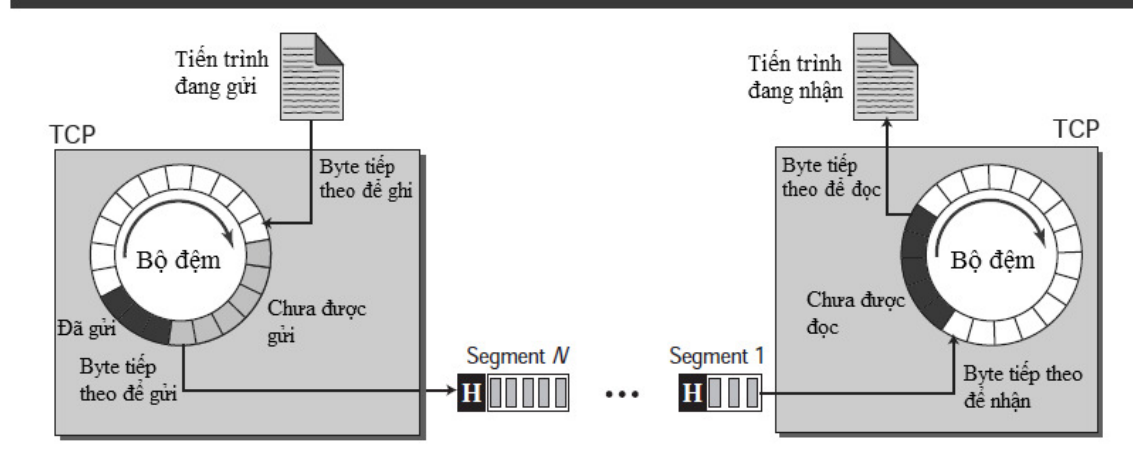 Tiến trình
đang gửi
Tiến trình
đang nhận
TCP
TCP
Byte tiếp
theo để ghi
Byte tiếp
theo để đọc
Bộ đệm
Bộ đệm
Chưa được
gửi
Chưa được
đọc
Đã gửi
Byte tiếp
theo để gửi
Segment N
Segment 1
Byte tiếp theo
để nhận
H
...
H